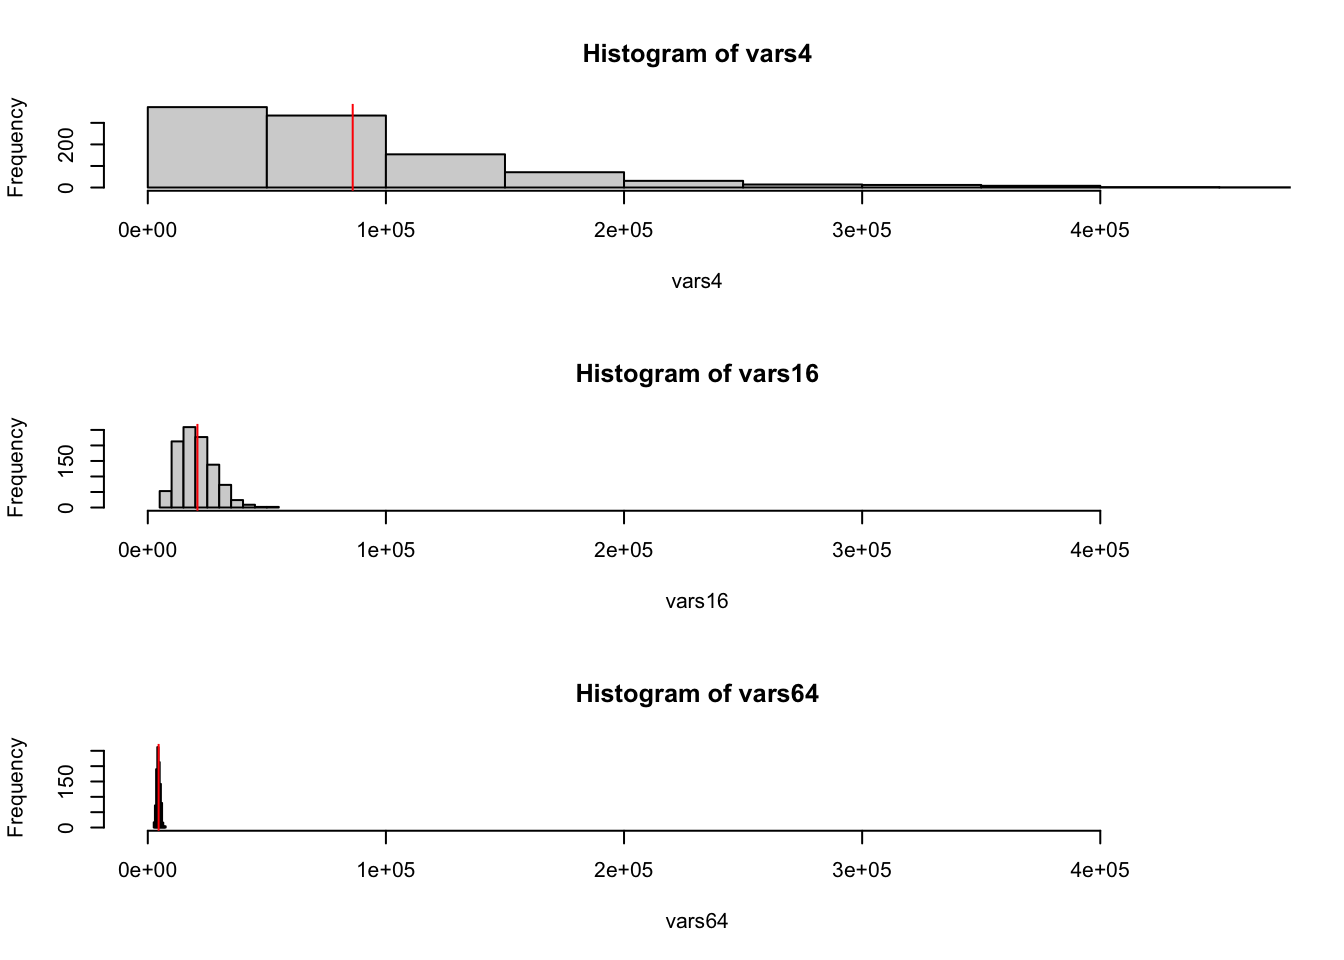 Histogram of vars4
Frequency
0 200
0e+00 1e+05 2e+05 3e+05 4e+05
vars4
Histogram of vars16
Frequency
0 150
0e+00 1e+05 2e+05 3e+05 4e+05
vars16
Histogram of vars64
Frequency
0 150
0e+00 1e+05 2e+05 3e+05 4e+05
vars64